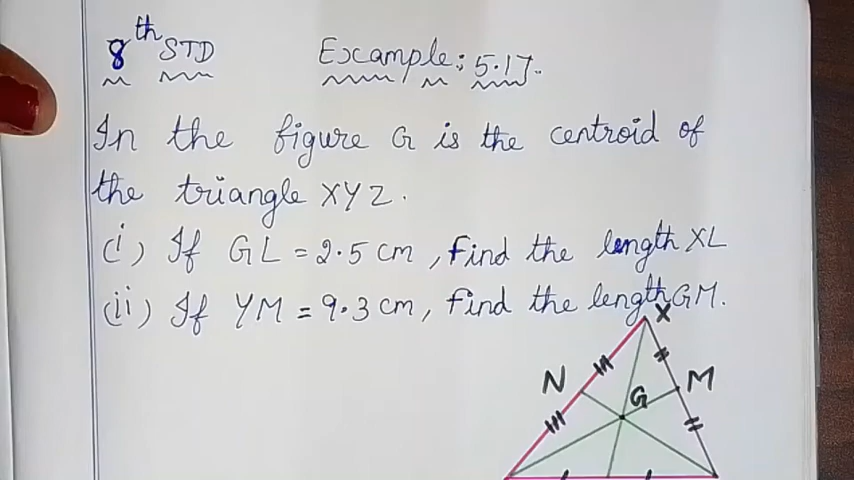 8th STD Example: 5.17.
In the figure G is the centroid of
the triangle XYZ.
(i) If GL = 2.5 cm, find the length XL
(ii) If YM = 9.3 cm, find the length GM.
X
N
M
G